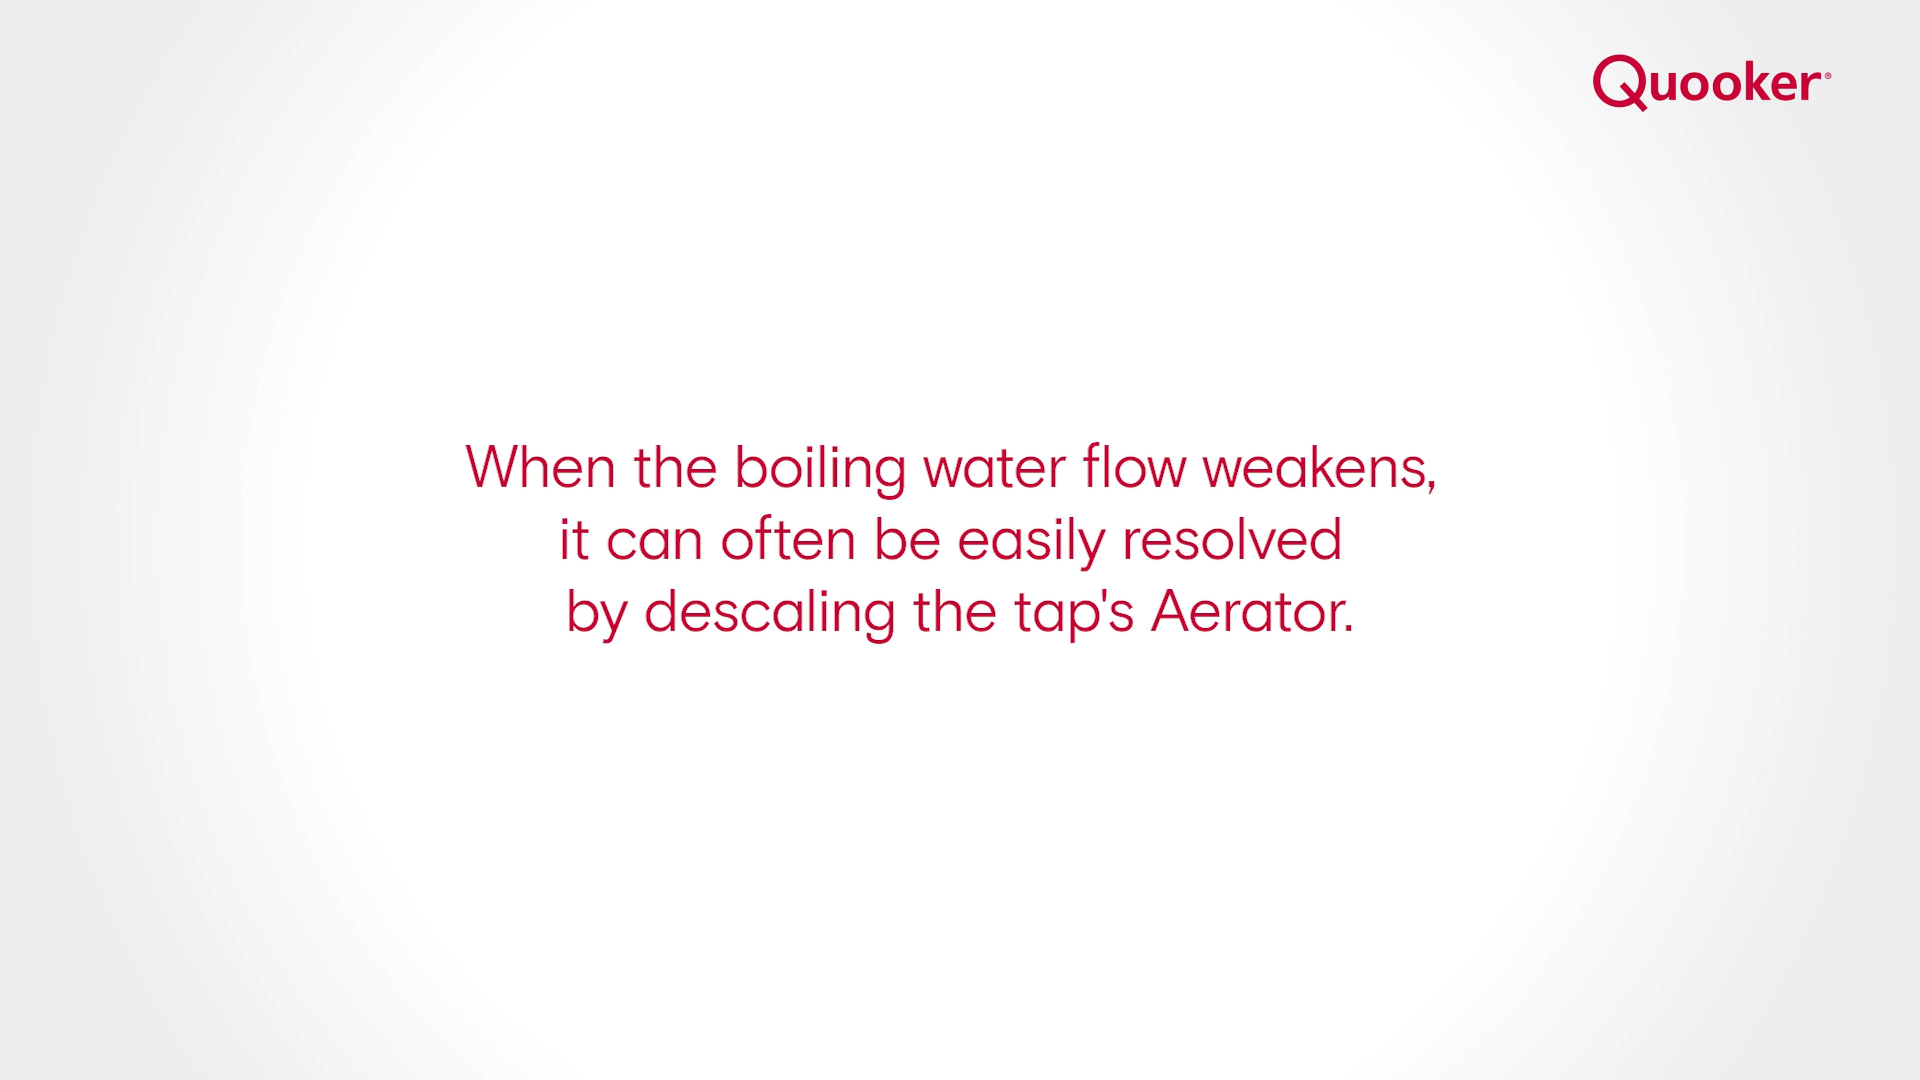 Quooker®
When the boiling water flow weakens,
it can often be easily resolved
by descaling the tap's Aerator.